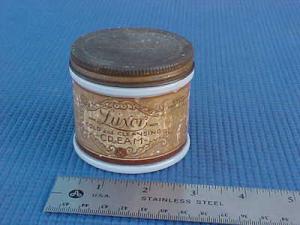 Luxor
CLEANSING
CREAM
1 2 3 4 5
U.S.A. STAINLESS STEEL